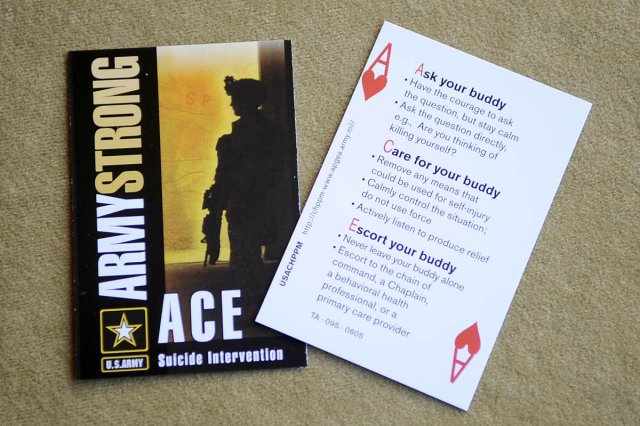 ARMYSTRONG
SP
ACE
Suicide Intervention
U.S.ARMY
A
Ask your buddy
• Have the courage to ask
the question, but stay calm
• Ask the question directly,
e.g., Are you thinking of
killing yourself?
Care for your buddy
• Remove any means that
could be used for self-injury
• Calmly control the situation;
do not use force
• Actively listen to produce relief
Escort your buddy
• Never leave your buddy alone
• Escort to the chain of
command, a Chaplain,
a behavioral health
professional, or a
primary care provider
TA - 095 - 0605
USACHPPM http://chppm-www.apgea.army.mil/
A